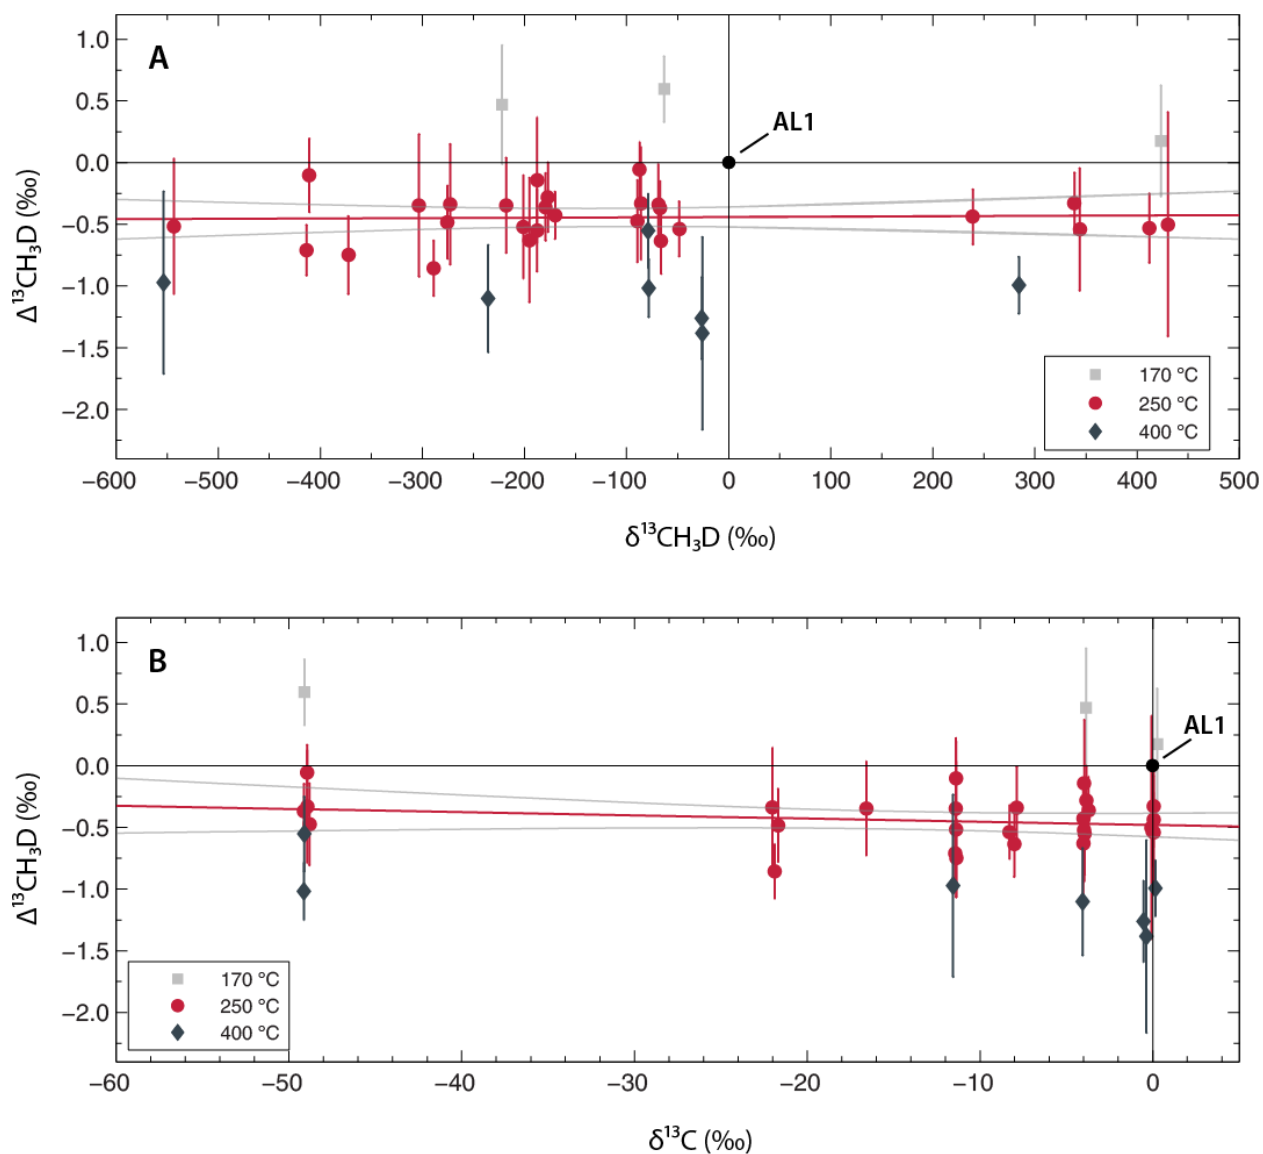 A
1.0
0.5
0.0
−0.5
−1.0
−1.5
−2.0
Δ¹³CH₃D (‰)
AL1
170 °C
250 °C
400 °C
−600 −500 −400 −300 −200 −100 0 100 200 300 400 500
δ¹³CH₃D (‰)
B
1.0
0.5
0.0
−0.5
−1.0
−1.5
−2.0
Δ¹³CH₃D (‰)
AL1
170 °C
250 °C
400 °C
−60 −50 −40 −30 −20 −10 0
δ¹³C (‰)